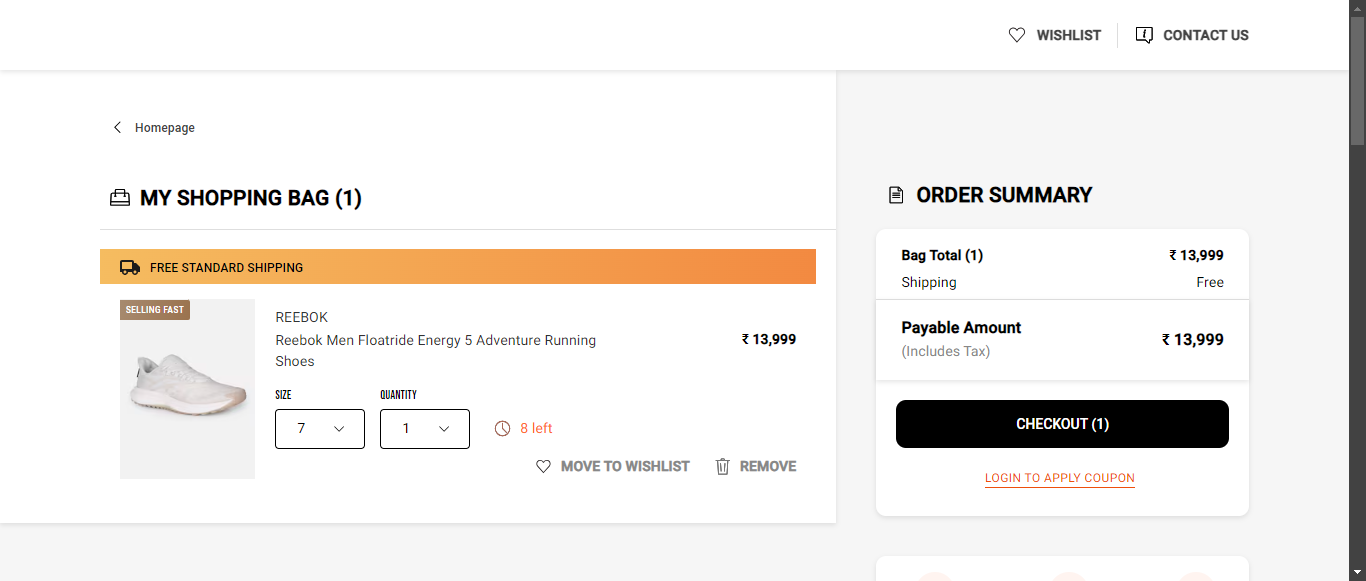 WISHLIST
CONTACT US
Homepage
MY SHOPPING BAG (1)
FREE STANDARD SHIPPING
SELLING FAST
REEBOK
Reebok Men Floatride Energy 5 Adventure Running
Shoes
₹ 13,999
SIZE
QUANTITY
7
1
8 left
MOVE TO WISHLIST
REMOVE
ORDER SUMMARY
Bag Total (1)
₹ 13,999
Shipping
Free
Payable Amount
(Includes Tax)
₹ 13,999
CHECKOUT (1)
LOGIN TO APPLY COUPON